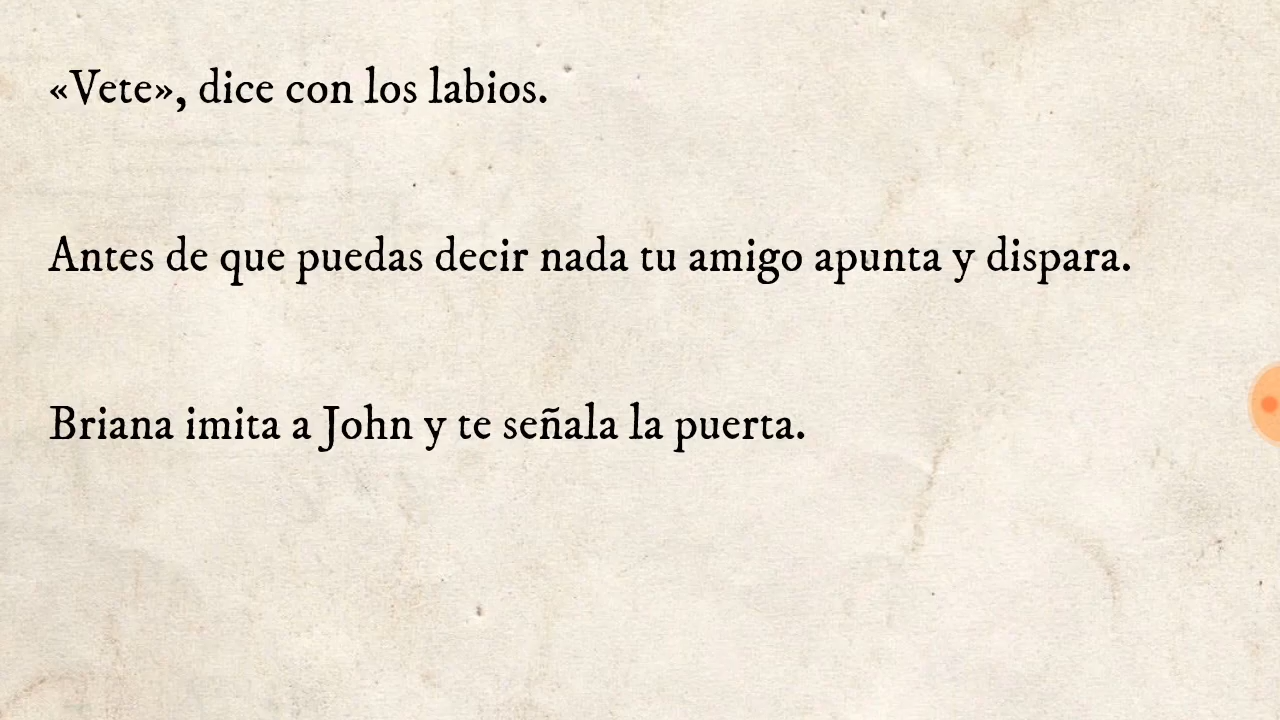 «Vete», dice con los labios.
Antes de que puedas decir nada tu amigo apunta y dispara.
Briana imita a John y te señala la puerta.